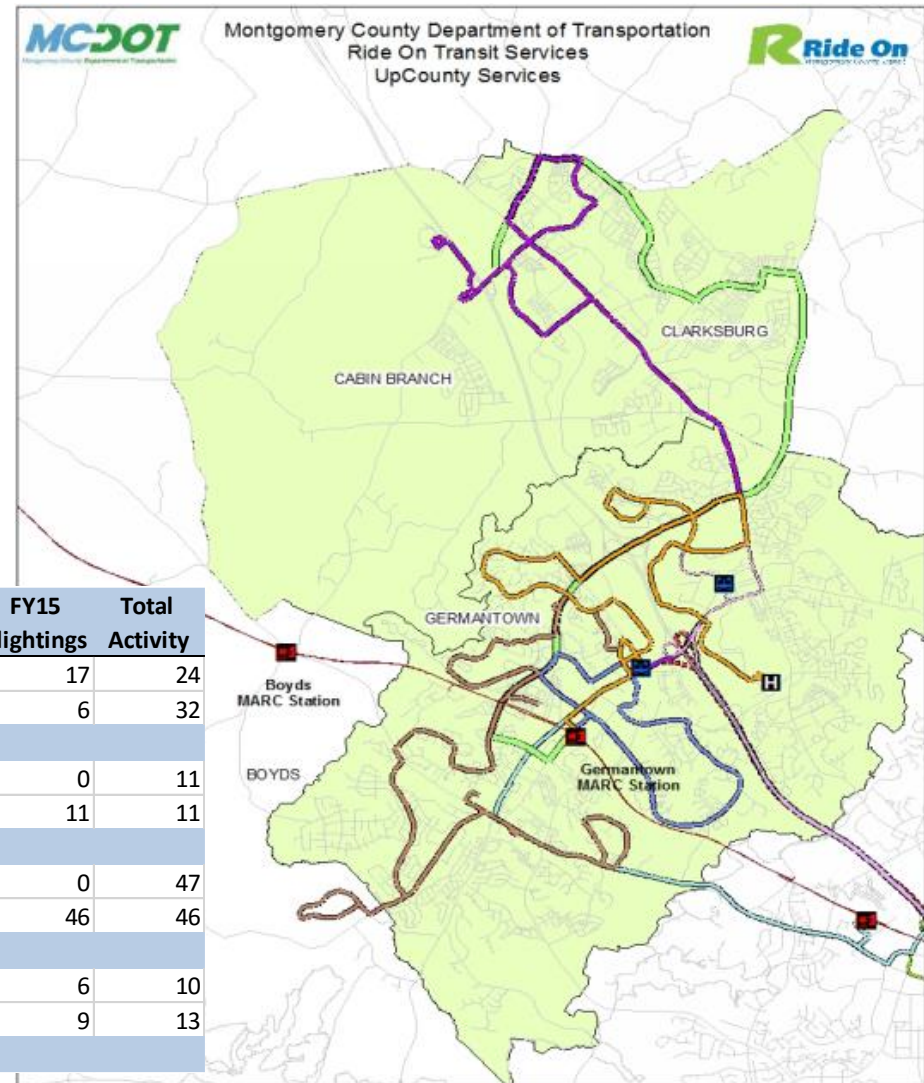 MCDOT
Montgomery County Department of Transportation
Ride On Transit Services
UpCounty Services
Ride On
CLARKSBURG
CABIN BRANCH
GERMANTOWN
Boyds
MARC Station
BOYDS
Germantown
MARC Station
H
FY15 Total
lightings Activity
17 24
6 32
0 11
11 11
0 47
46 46
6 10
9 13